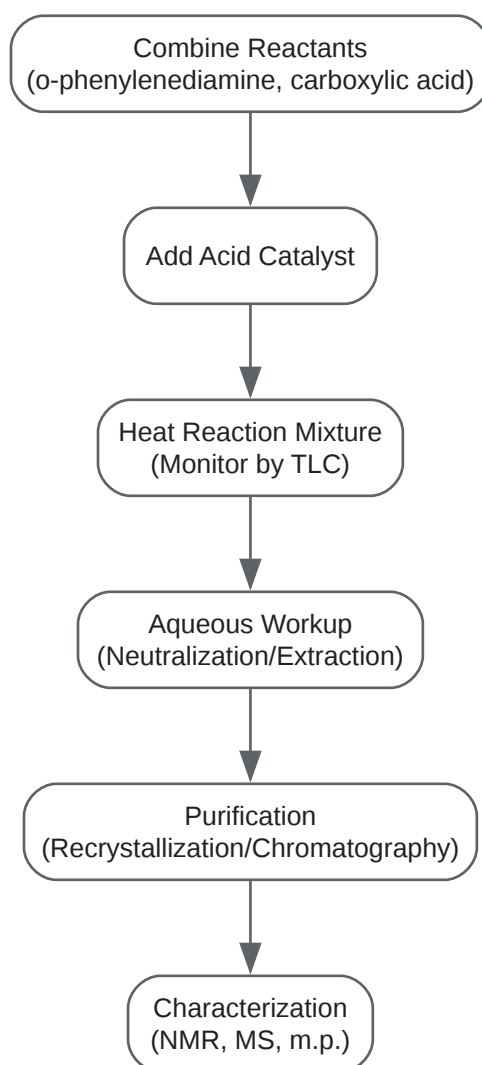 Combine Reactants
(o-phenylenediamine, carboxylic acid)
Add Acid Catalyst
Heat Reaction Mixture
(Monitor by TLC)
Aqueous Workup
(Neutralization/Extraction)
Purification
(Recrystallization/Chromatography)
Characterization
(NMR, MS, m.p.)